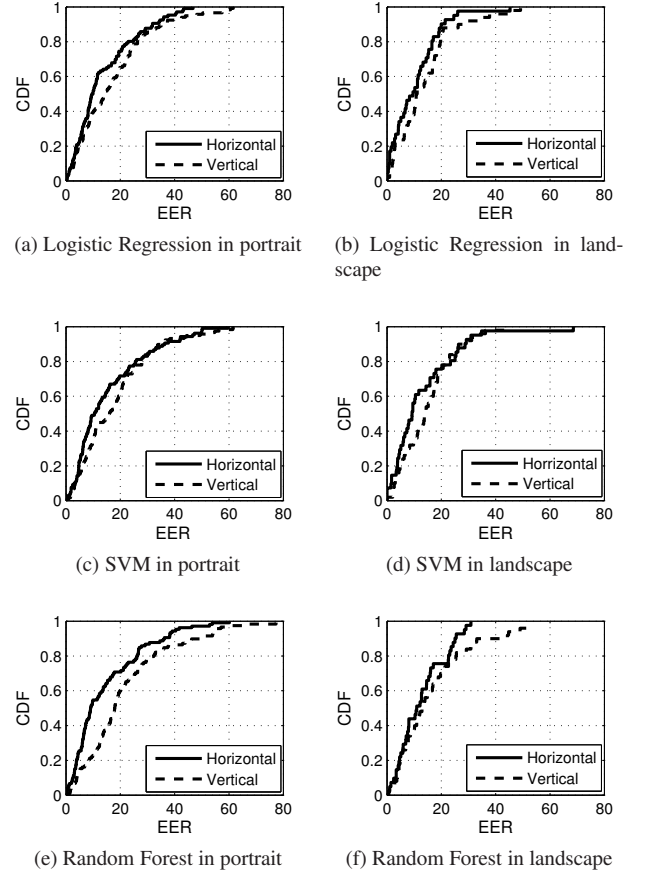 1
0.8
0.6
0.4
0.2
0
CDF
0 20 40 60 80
EER
Horizontal
Vertical
(a) Logistic Regression in portrait
1
0.8
0.6
0.4
0.2
0
CDF
0 20 40 60 80
EER
Horizontal
Vertical
(b) Logistic Regression in land-
scape
1
0.8
0.6
0.4
0.2
0
CDF
0 20 40 60 80
EER
Horizontal
Vertical
(c) SVM in portrait
1
0.8
0.6
0.4
0.2
0
CDF
0 20 40 60 80
EER
Horrizontal
Vertical
(d) SVM in landscape
1
0.8
0.6
0.4
0.2
0
CDF
0 20 40 60 80
EER
Horizontal
Vertical
(e) Random Forest in portrait
1
0.8
0.6
0.4
0.2
0
CDF
0 20 40 60 80
EER
Horizontal
Vertical
(f) Random Forest in landscape